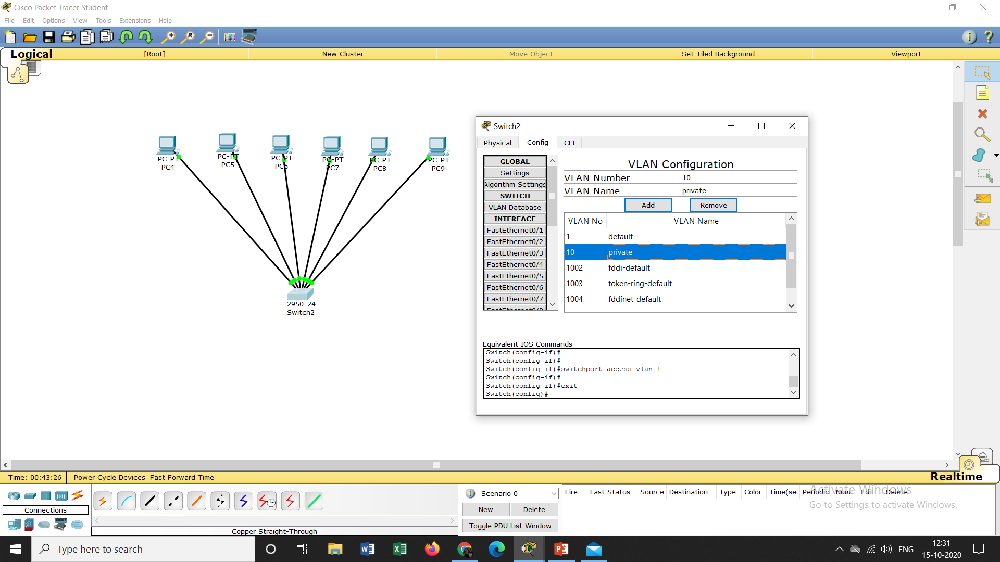 Cisco Packet Tracer Student
File Edit Options View Tools Extensions Help
Logical [Root] New Cluster Move Object Set Tiled Background Viewport
PC-PT
PC4
PC-PT
PC5
PC-PT
PC6
PC-PT
PC7
PC-PT
PC8
PC-PT
PC9
2950-24
Switch2
Switch2
Physical Config CLI
GLOBAL
Settings
Algorithm Settings
SWITCH
VLAN Database
INTERFACE
FastEthernet0/1
FastEthernet0/2
FastEthernet0/3
FastEthernet0/4
FastEthernet0/5
FastEthernet0/6
FastEthernet0/7
FastEthernet0/8
VLAN Configuration
VLAN Number 10
VLAN Name private
Add Remove
VLAN No VLAN Name
1 default
10 private
1002 fddi-default
1003 token-ring-default
1004 fddinet-default
Equivalent IOS Commands
Switch(config-if)#
Switch(config-if)#
Switch(config-if)#switchport access vlan 1
Switch(config-if)#
Switch(config-if)#exit
Switch(config)#
Time: 00:43:26 Power Cycle Devices Fast Forward Time
Realtime
Connections
Copper Straight-Through
Scenario 0
New Delete
Toggle PDU List Window
Fire Last Status Source Destination Type Color Time(sec Periodic Num Edit Delete
Activate Windows
Go to Settings to activate Windows.
Type here to search
ENG
12:31
15-10-2020